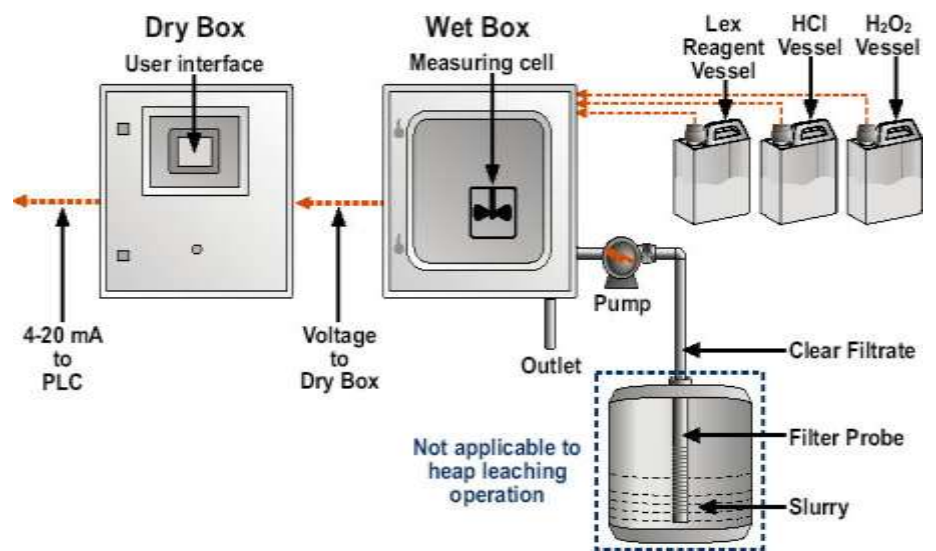 Dry Box
User interface
Wet Box
Measuring cell
Lex
Reagent
Vessel
HCl
Vessel
H₂O₂
Vessel
4-20 mA
to
PLC
Voltage
to
Dry Box
Outlet
Pump
Clear Filtrate
Not applicable to
heap leaching
operation
Filter Probe
Slurry